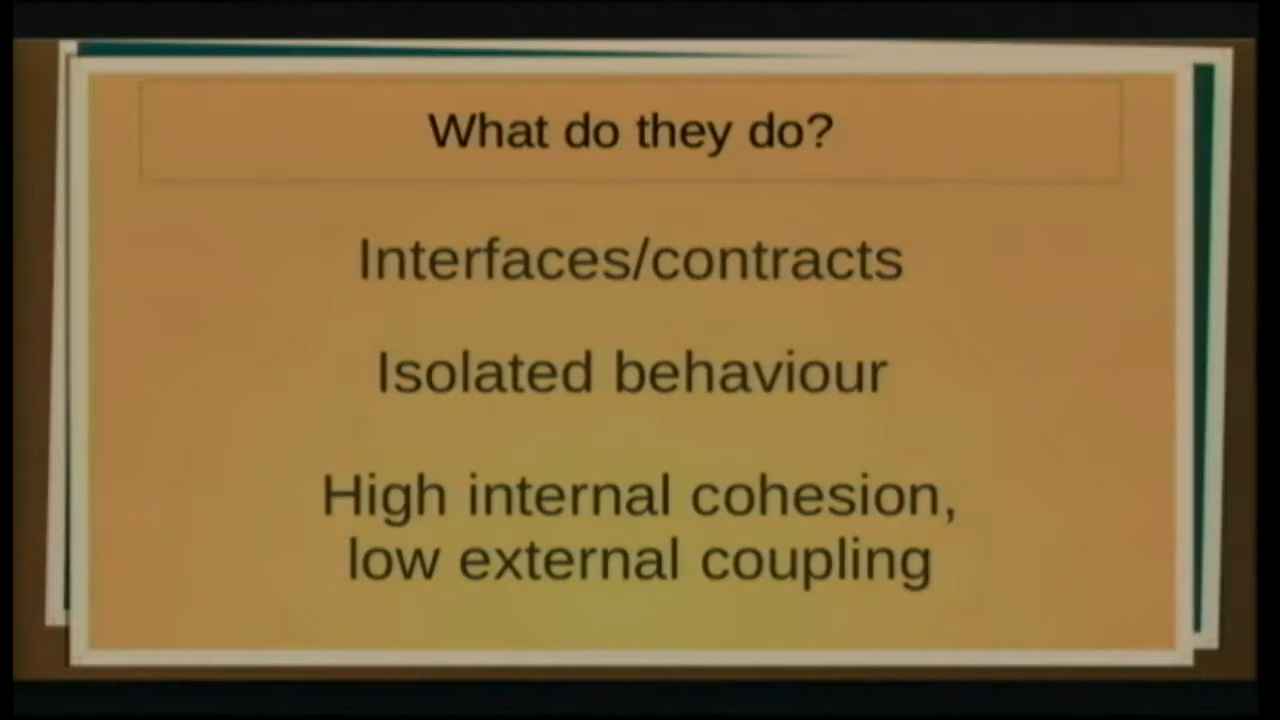 What do they do?
Interfaces/contracts
Isolated behaviour
High internal cohesion,
low external coupling